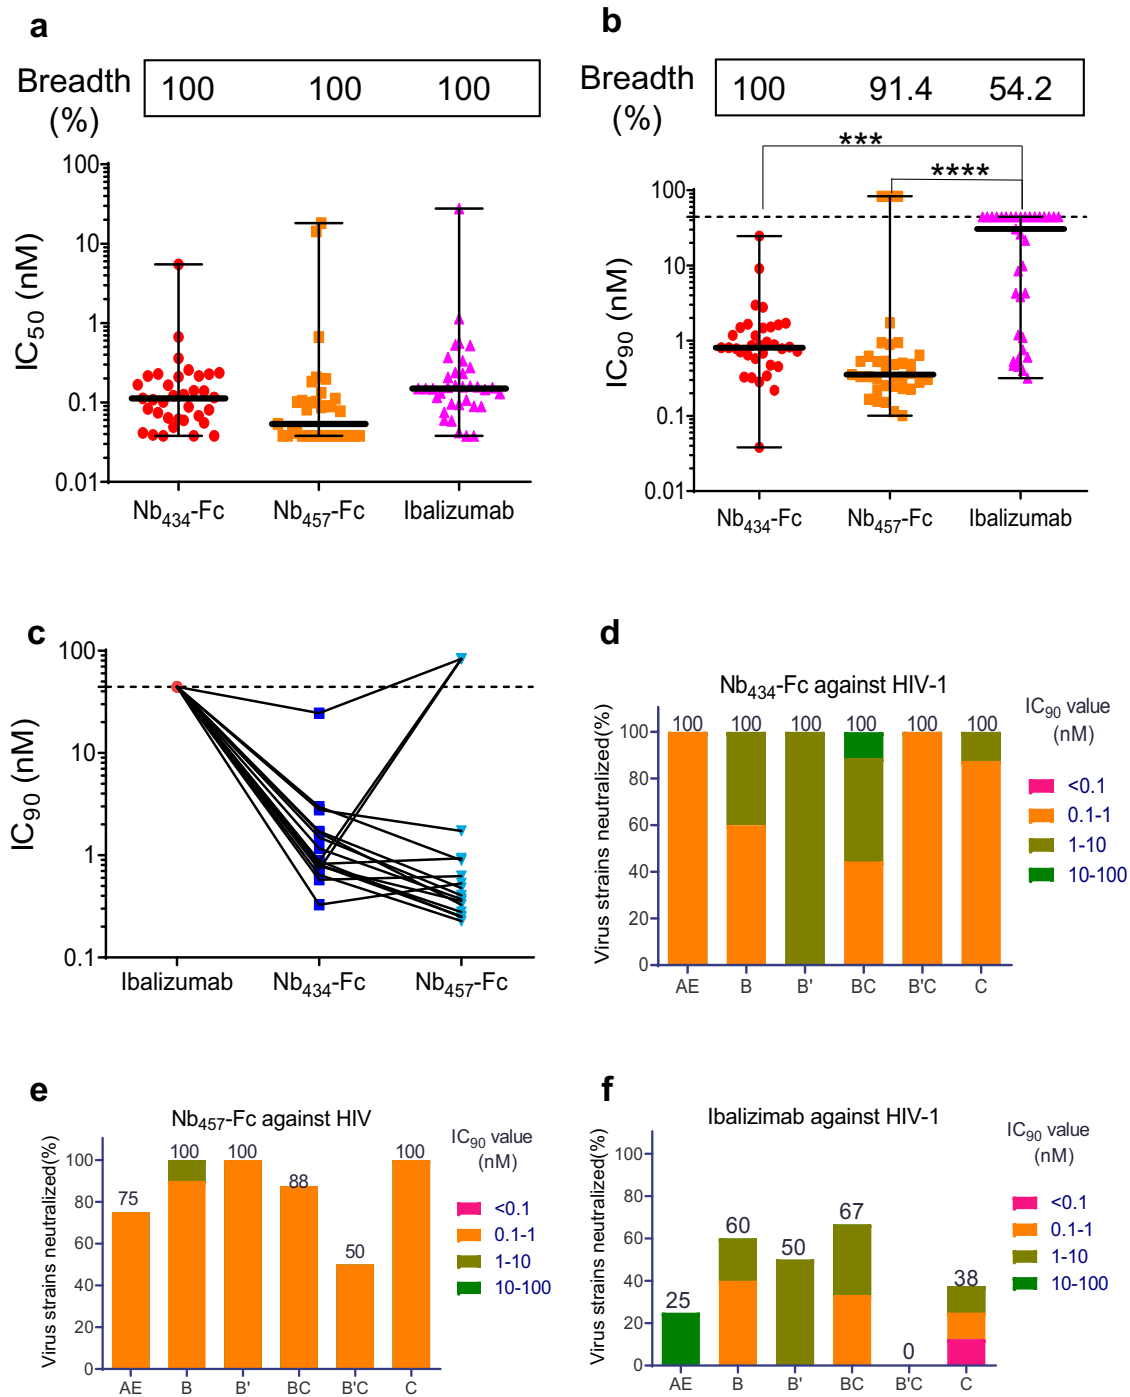 a
Breadth (%)
100 100 100
IC50 (nM)
100
10
1
0.1
0.01
Nb434-Fc Nb457-Fc Ibalizumab
b
Breadth (%)
100 91.4 54.2
***
****
IC90 (nM)
100
10
1
0.1
0.01
Nb434-Fc Nb457-Fc Ibalizumab
c
IC90 (nM)
100
10
1
0.1
Ibalizumab Nb434-Fc Nb457-Fc
d
Nb434-Fc against HIV-1
Virus strains neutralized(%)
100
80
60
40
20
0
100 100 100 100 100 100
AE B B' BC B'C C
IC90 value
(nM)
<0.1
0.1-1
1-10
10-100
e
Nb457-Fc against HIV
Virus strains neutralized(%)
100
80
60
40
20
0
75 100 100 88 50 100
AE B B' BC B'C C
IC90 value
(nM)
<0.1
0.1-1
1-10
10-100
f
Ibalizimab against HIV-1
Virus strains neutralized(%)
100
80
60
40
20
0
25 60 50 67 0 38
AE B B' BC B'C C
IC90 value
(nM)
<0.1
0.1-1
1-10
10-100